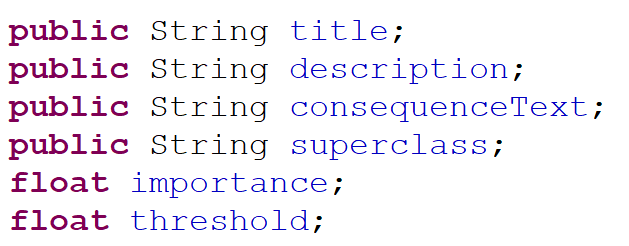 public String title;
public String description;
public String consequenceText;
public String superclass;
float importance;
float threshold;